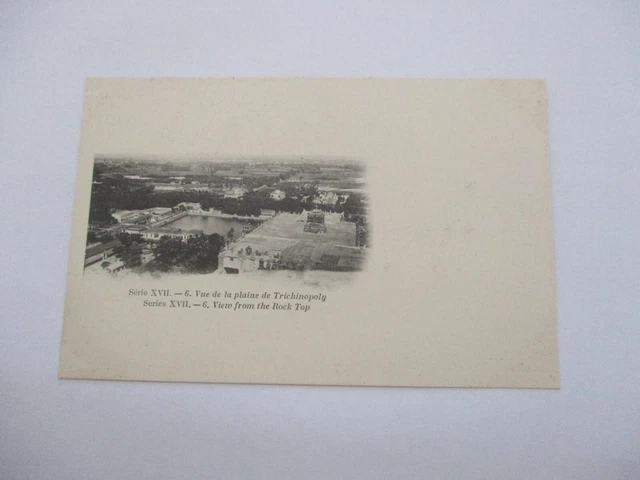 Série XVII. — 6. Vue de la plaine de Trichinopoly
Series XVII. — 6. View from the Rock Top